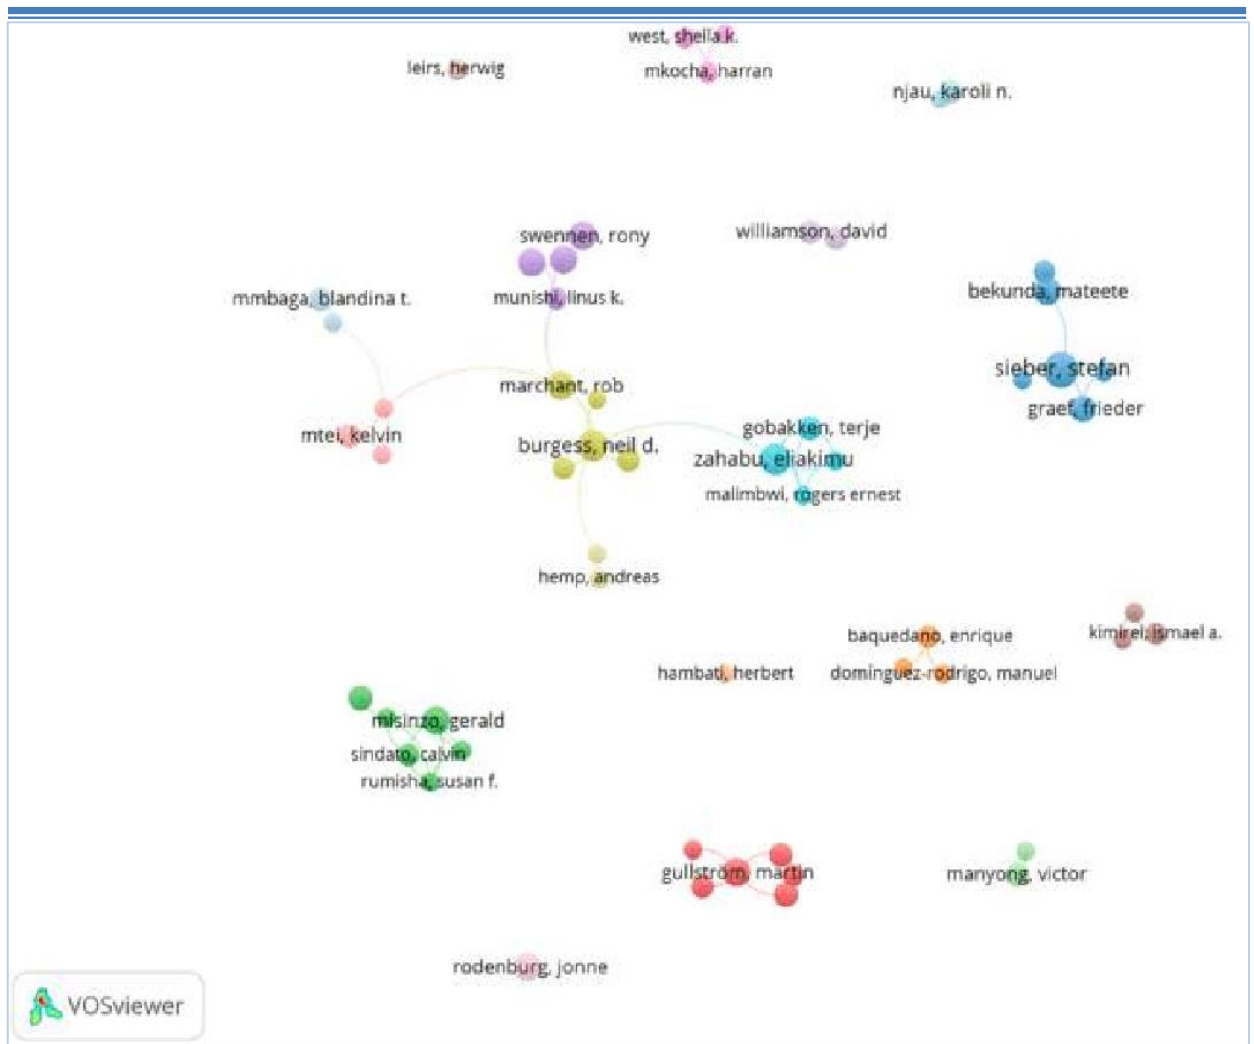 west, sheila k.
leirs, herwig
mkocha, harran
njau, karoli n.
swennen, rony
williamson, david
mmbaga, blandina t.
munishi, linus k.
bekunda, mateete
marchant, rob
sieber, stefan
graef, frieder
mtei, kelvin
gobakken, terje
burgess, neil d.
zahabu, eliakimu
malimbwi, rogers ernest
hemp, andreas
baquedano, enrique
kimirei, ismael a.
hambati, herbert
dominguez-rodrigo, manuel
misinzo, gerald
sindato, calvin
rumisha, susan f.
gullström, martin
manyong, victor
rodenburg, jonne
VOSviewer